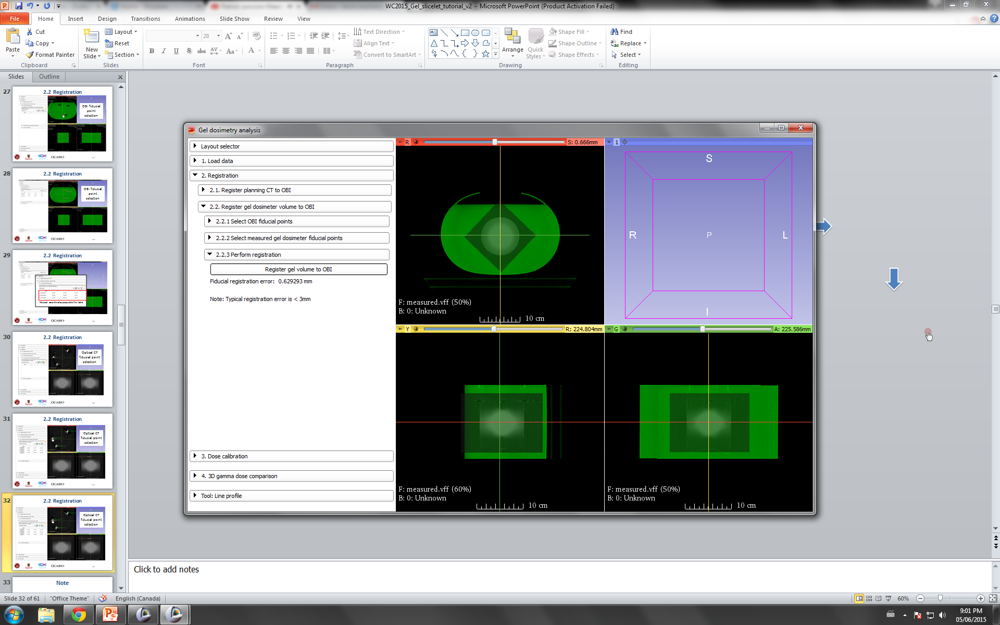 WC2015_Gel_slicelet_tutorial_v2 - Microsoft PowerPoint (Product Activation Failed)
File Home Insert Design Transitions Animations Slide Show Review View
Paste
Cut
Copy
Format Painter
Clipboard
New Slide
Layout
Reset
Section
Slides
28
B I U S abc AV Aa A
Font
Text Direction
Align Text
Convert to SmartArt
Paragraph
Arrange
Quick Styles
Shape Fill
Shape Outline
Shape Effects
Drawing
Find
Replace
Select
Editing
Slides Outline
27
2.2 Registration
OBI fiducial
point
selection
28
2.2 Registration
OBI fiducial
point
selection
29
2.2 Registration
30
2.2 Registration
Optical CT
fiducial point
selection
31
2.2 Registration
Optical CT
fiducial point
selection
32
2.2 Registration
Optical CT
fiducial point
selection
33
Note
Gel dosimetry analysis
Layout selector
1. Load data
2. Registration
2.1. Register planning CT to OBI
2.2. Register gel dosimeter volume to OBI
2.2.1 Select OBI fiducial points
2.2.2 Select measured gel dosimeter fiducial points
2.2.3 Perform registration
Register gel volume to OBI
Fiducial registration error: 0.629293 mm
Note: Typical registration error is < 3mm
3. Dose calibration
4. 3D gamma dose comparison
Tool: Line profile
R S: 0.666mm
F: measured.vff (50%)
B: 0: Unknown
10 cm
1
S
R P L
I
Y R: 224.804mm
F: measured.vff (60%)
B: 0: Unknown
10 cm
G A: 225.586mm
F: measured.vff (50%)
B: 0: Unknown
10 cm
Click to add notes
Slide 32 of 61 "Office Theme" English (Canada) 60%
9:01 PM
05/06/2015